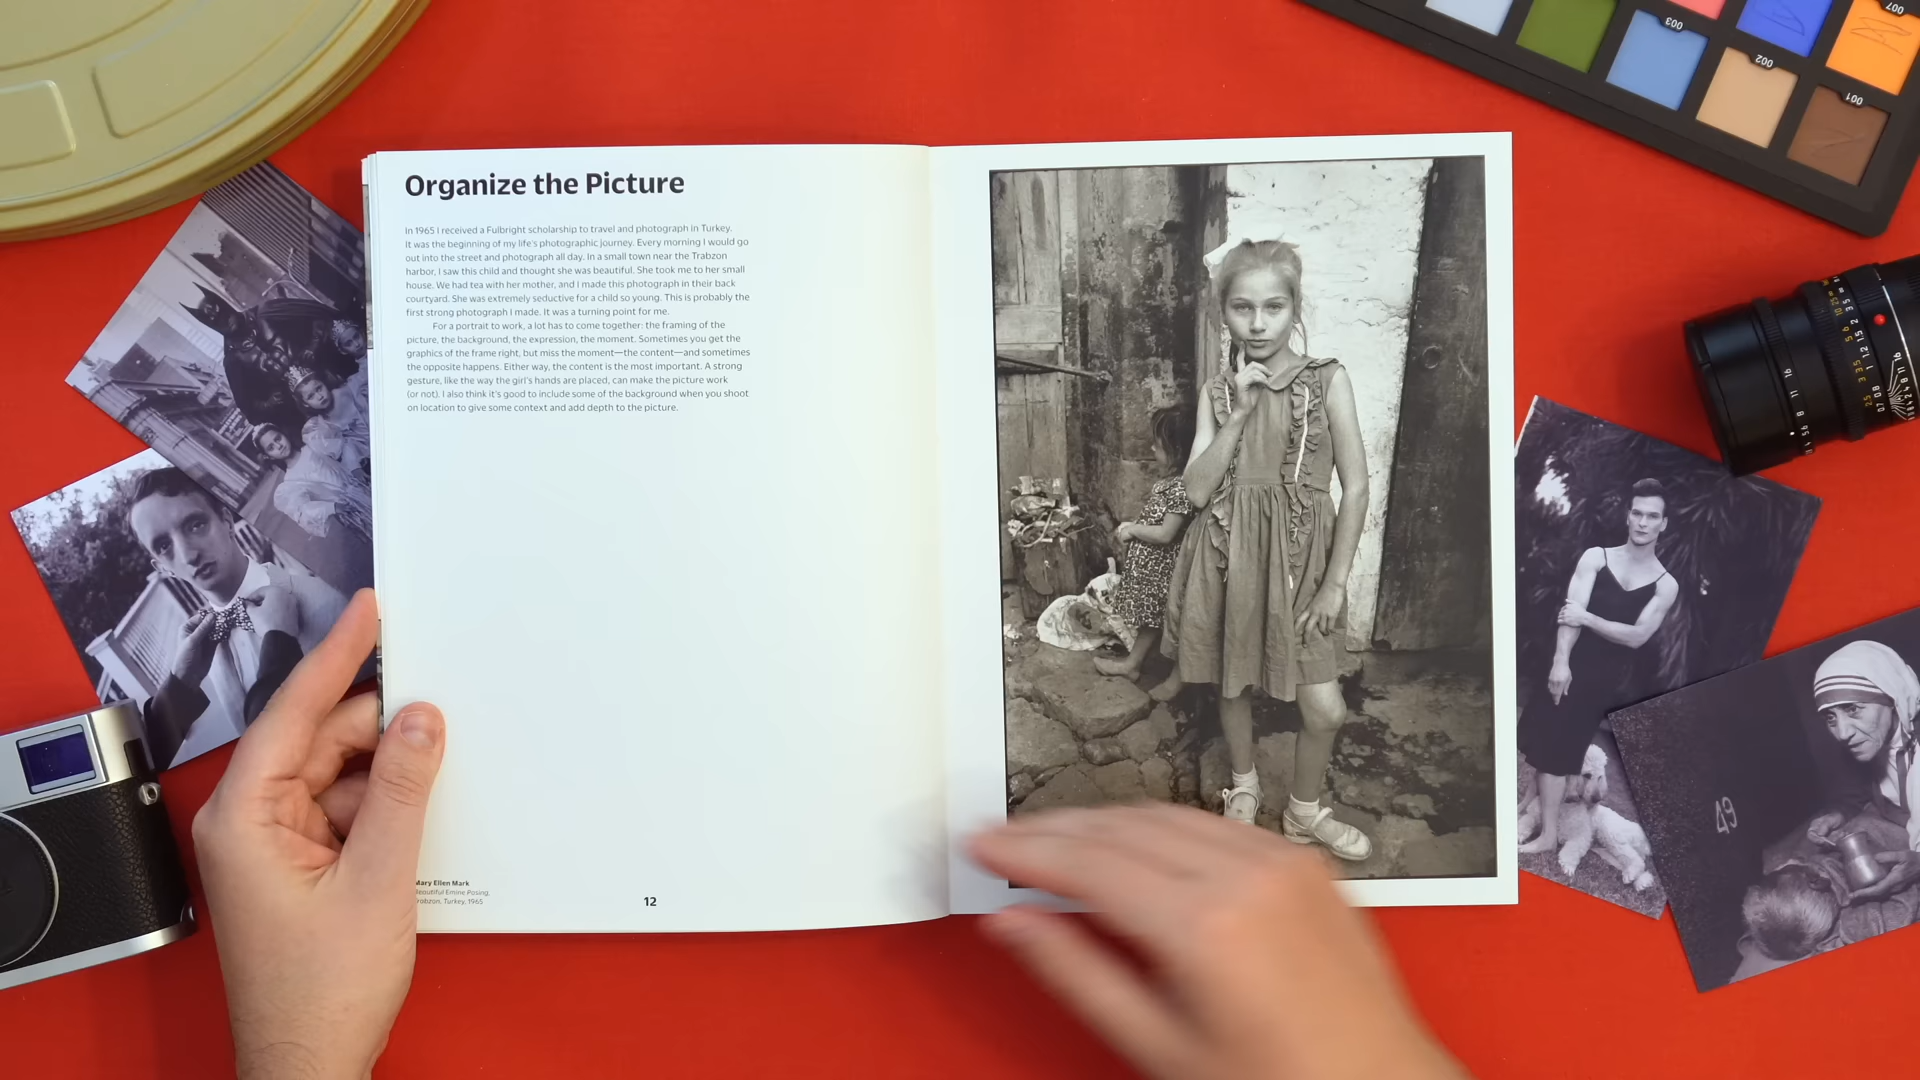 Organize the Picture
In 1965 I received a Fulbright scholarship to travel and photograph in Turkey.
It was the beginning of my life's photographic journey. Every morning I would go
out into the street and photograph all day. In a small town near the Trabzon
harbor, I saw this child and thought she was beautiful. She took me to her small
house. We had tea with her mother, and I made this photograph in their back
courtyard. She was extremely seductive for a child so young. This is probably the
first strong photograph I made. It was a turning point for me.
For a portrait to work, a lot has to come together: the framing of the
picture, the background, the expression, the moment. Sometimes you get the
graphics of the frame right, but miss the moment—the content—and sometimes
the opposite happens. Either way, the content is the most important. A strong
gesture, like the way the girl's hands are placed, can make the picture work
(or not). I also think it's good to include some of the background when you shoot
on location to give some context and add depth to the picture.
Mary Ellen Mark
Beautiful Emine Posing,
Trabzon, Turkey, 1965
12
007
003
002
001
49